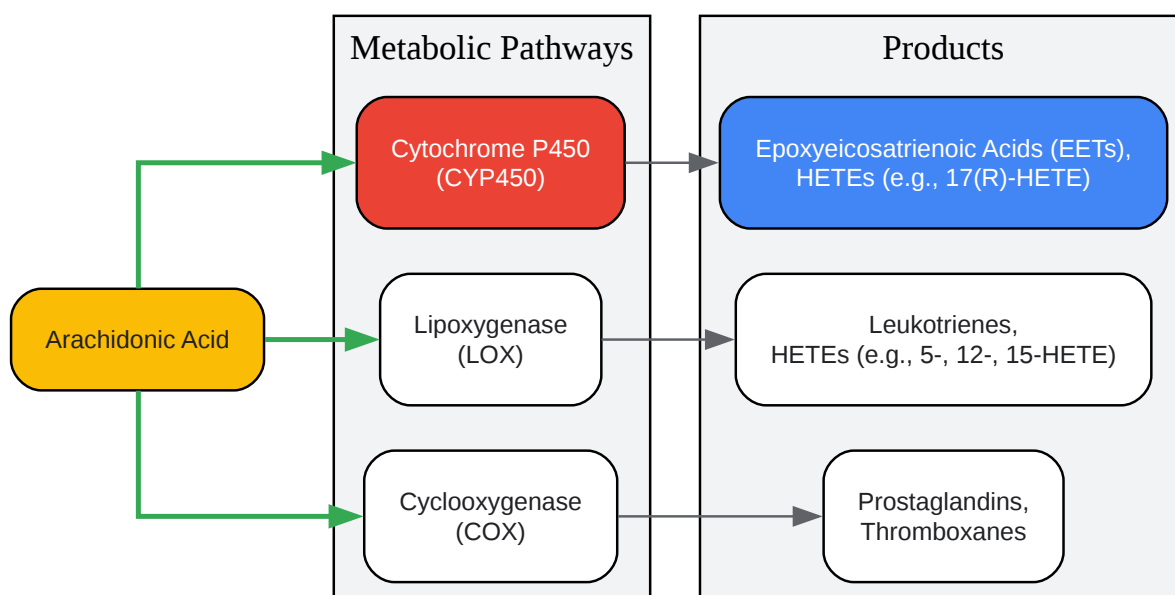 Metabolic Pathways
Products
Cytochrome P450
(CYP450)
Epoxyeicosatrienoic Acids (EETs),
HETEs (e.g., 17(R)-HETE)
Arachidonic Acid
Lipoxygenase
(LOX)
Leukotrienes,
HETEs (e.g., 5-, 12-, 15-HETE)
Cyclooxygenase
(COX)
Prostaglandins,
Thromboxanes